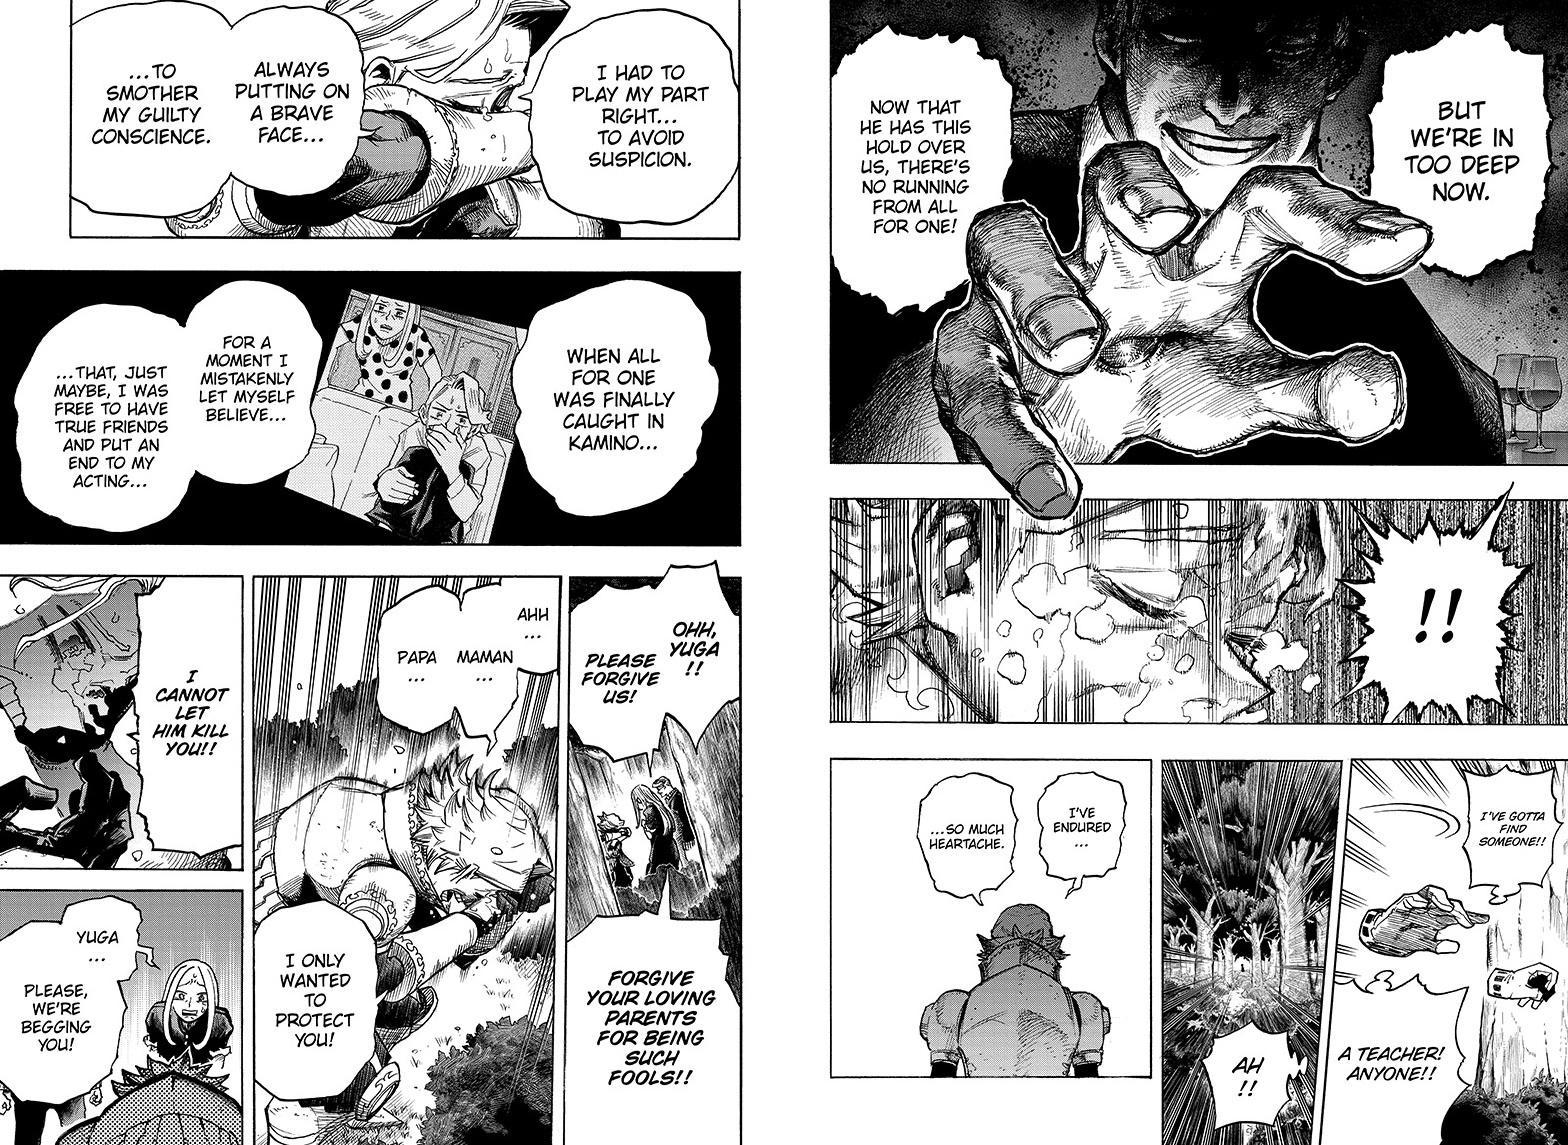 BUT
WE'RE IN
TOO DEEP
NOW.
NOW THAT
HE HAS THIS
HOLD OVER
US, THERE'S
NO RUNNING
FROM ALL
FOR ONE!
!!
I'VE GOTTA
FIND
SOMEONE!!
A TEACHER!
ANYONE!!
AH
!!
I'VE
ENDURED
...
...SO MUCH
HEARTACHE.
I HAD TO
PLAY MY PART
RIGHT...
TO AVOID
SUSPICION.
ALWAYS
PUTTING ON
A BRAVE
FACE...
...TO
SMOTHER
MY GUILTY
CONSCIENCE.
WHEN ALL
FOR ONE
WAS FINALLY
CAUGHT IN
KAMINO...
FOR A
MOMENT I
MISTAKENLY
LET MYSELF
BELIEVE...
...THAT, JUST
MAYBE, I WAS
FREE TO HAVE
TRUE FRIENDS
AND PUT AN
END TO MY
ACTING...
OHH,
YUGA
!!
PLEASE
FORGIVE
US!
FORGIVE
YOUR LOVING
PARENTS
FOR BEING
SUCH
FOOLS!!
AHH
...
MAMAN
...
PAPA
...
I ONLY
WANTED
TO
PROTECT
YOU!
I
CANNOT
LET
HIM KILL
YOU!!
YUGA
...
PLEASE,
WE'RE
BEGGING
YOU!